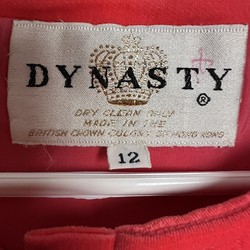 DYNASTY
®
DRY CLEAN ONLY
MADE IN THE
BRITISH CROWN COLONY OF HONG KONG
12